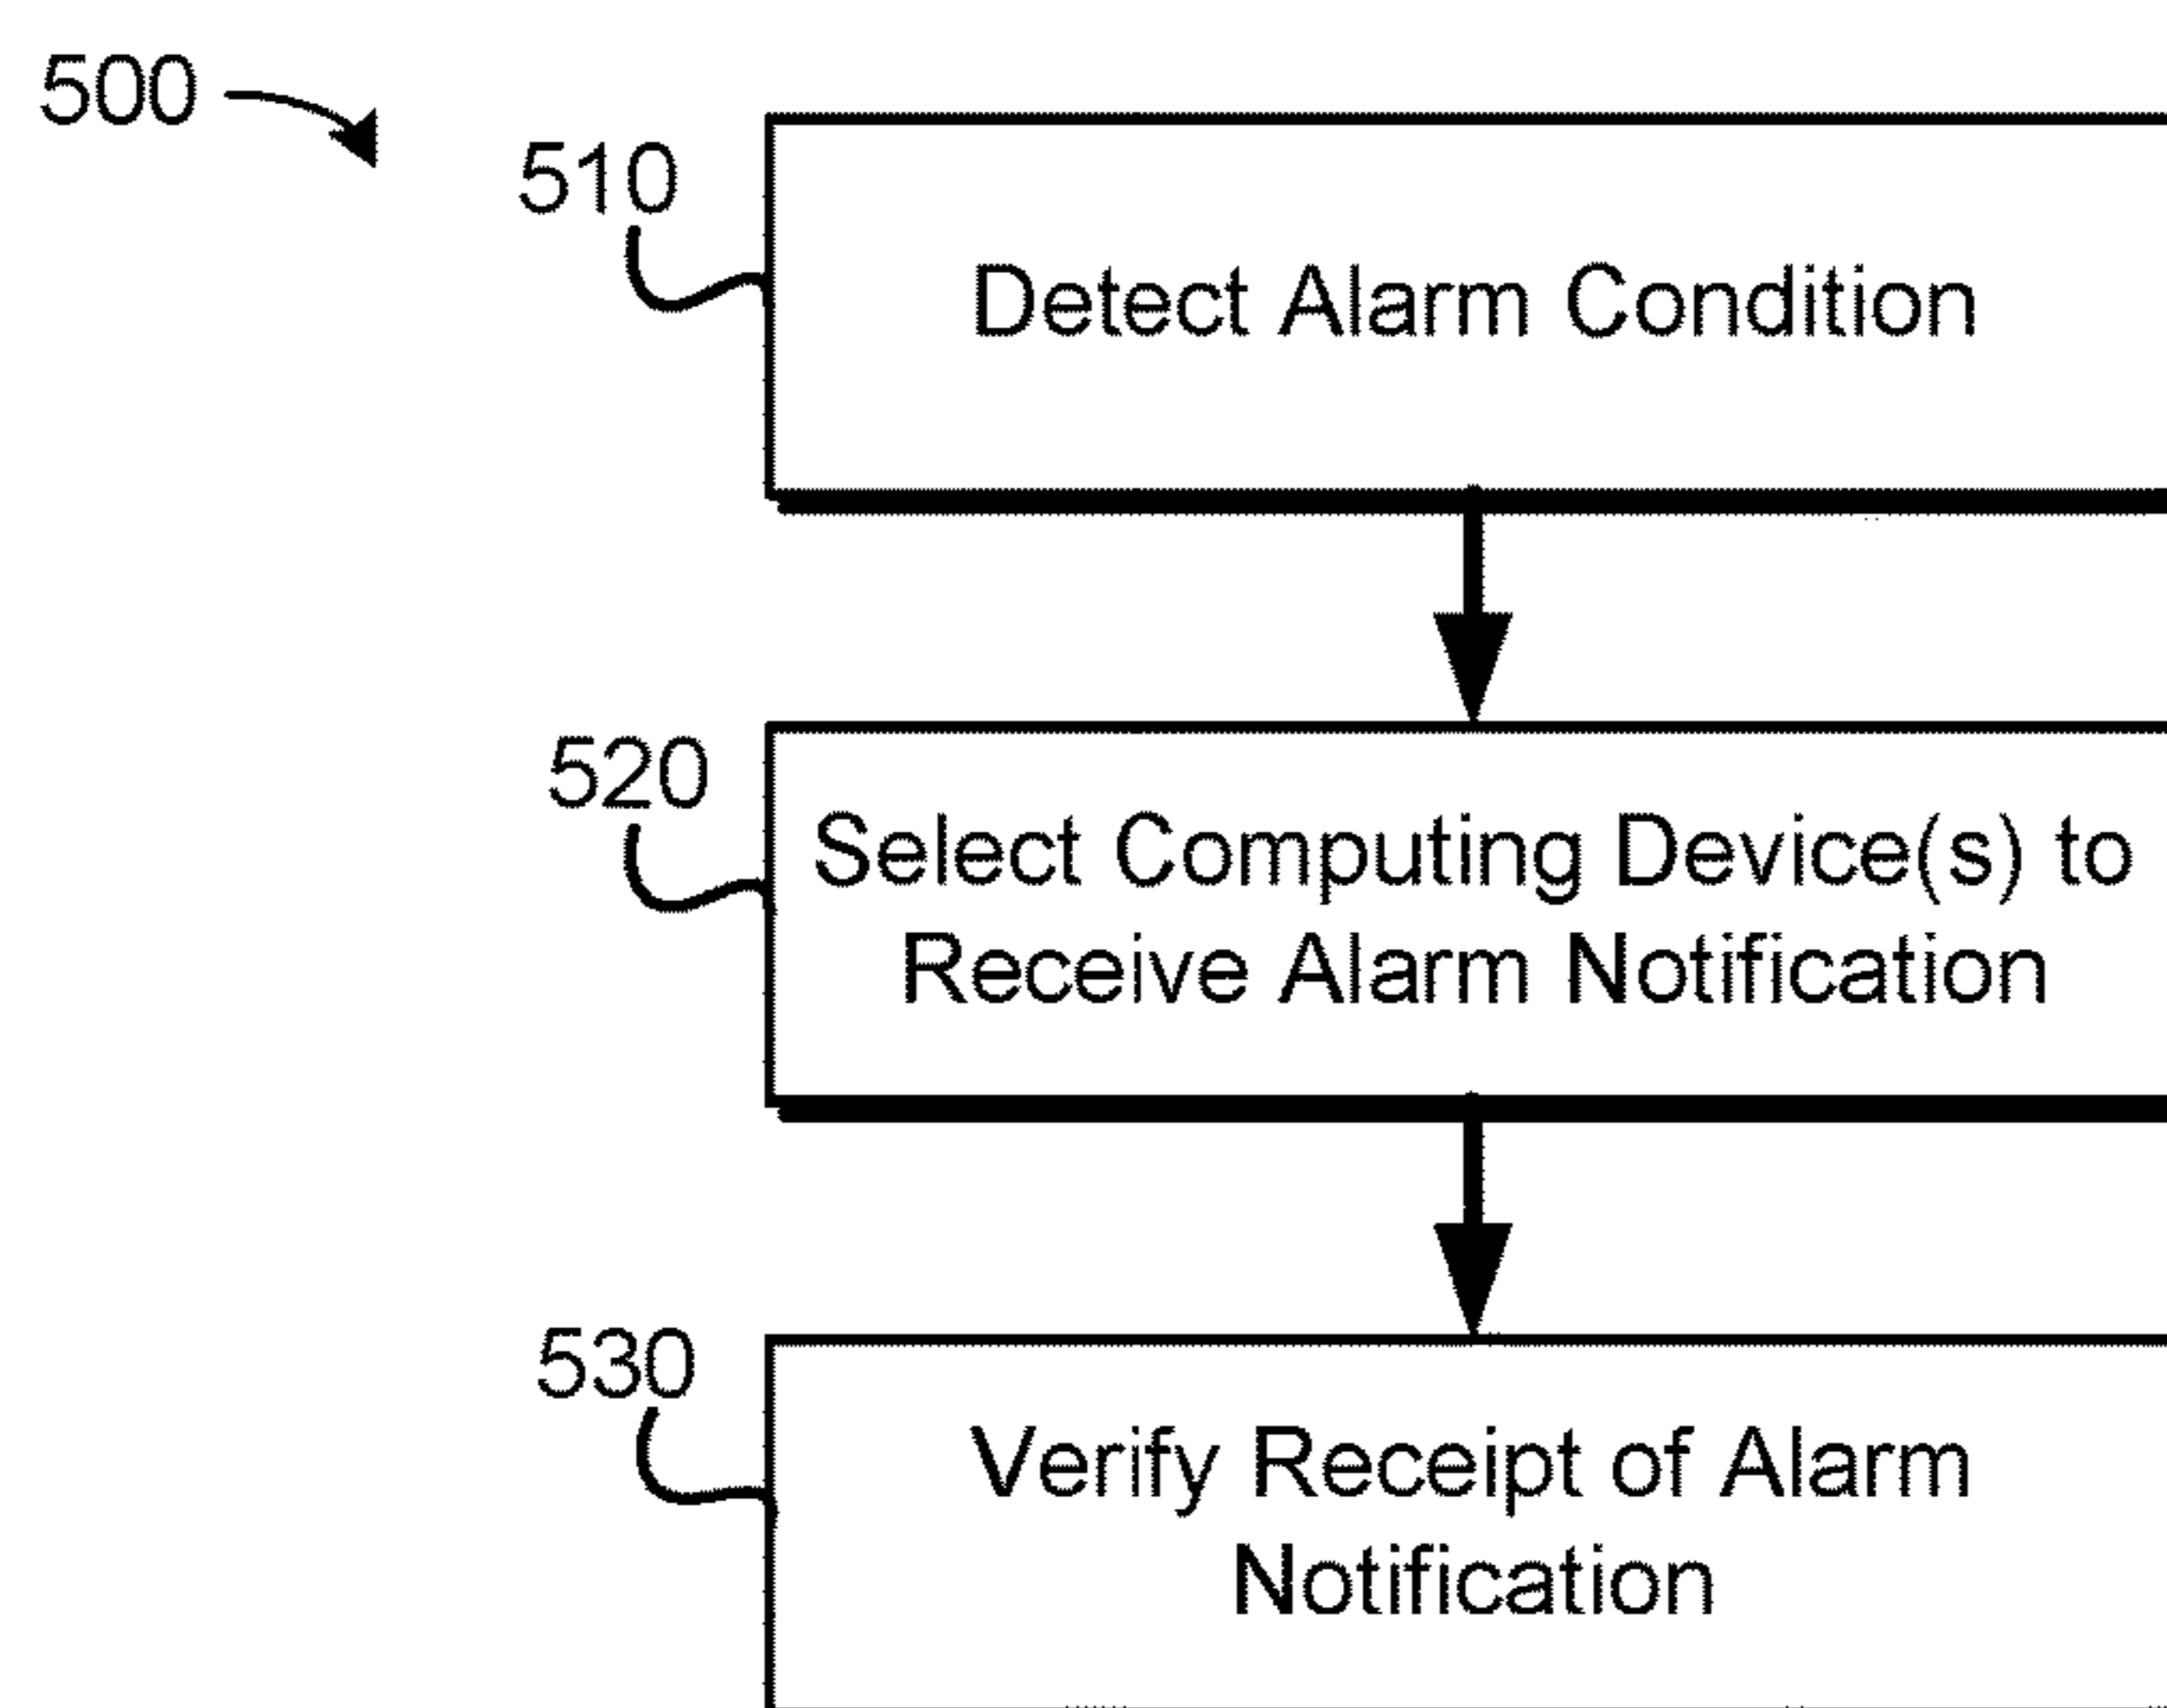 500
510
Detect Alarm Condition
520
Select Computing Device(s) to
Receive Alarm Notification
530
Verify Receipt of Alarm
Notification